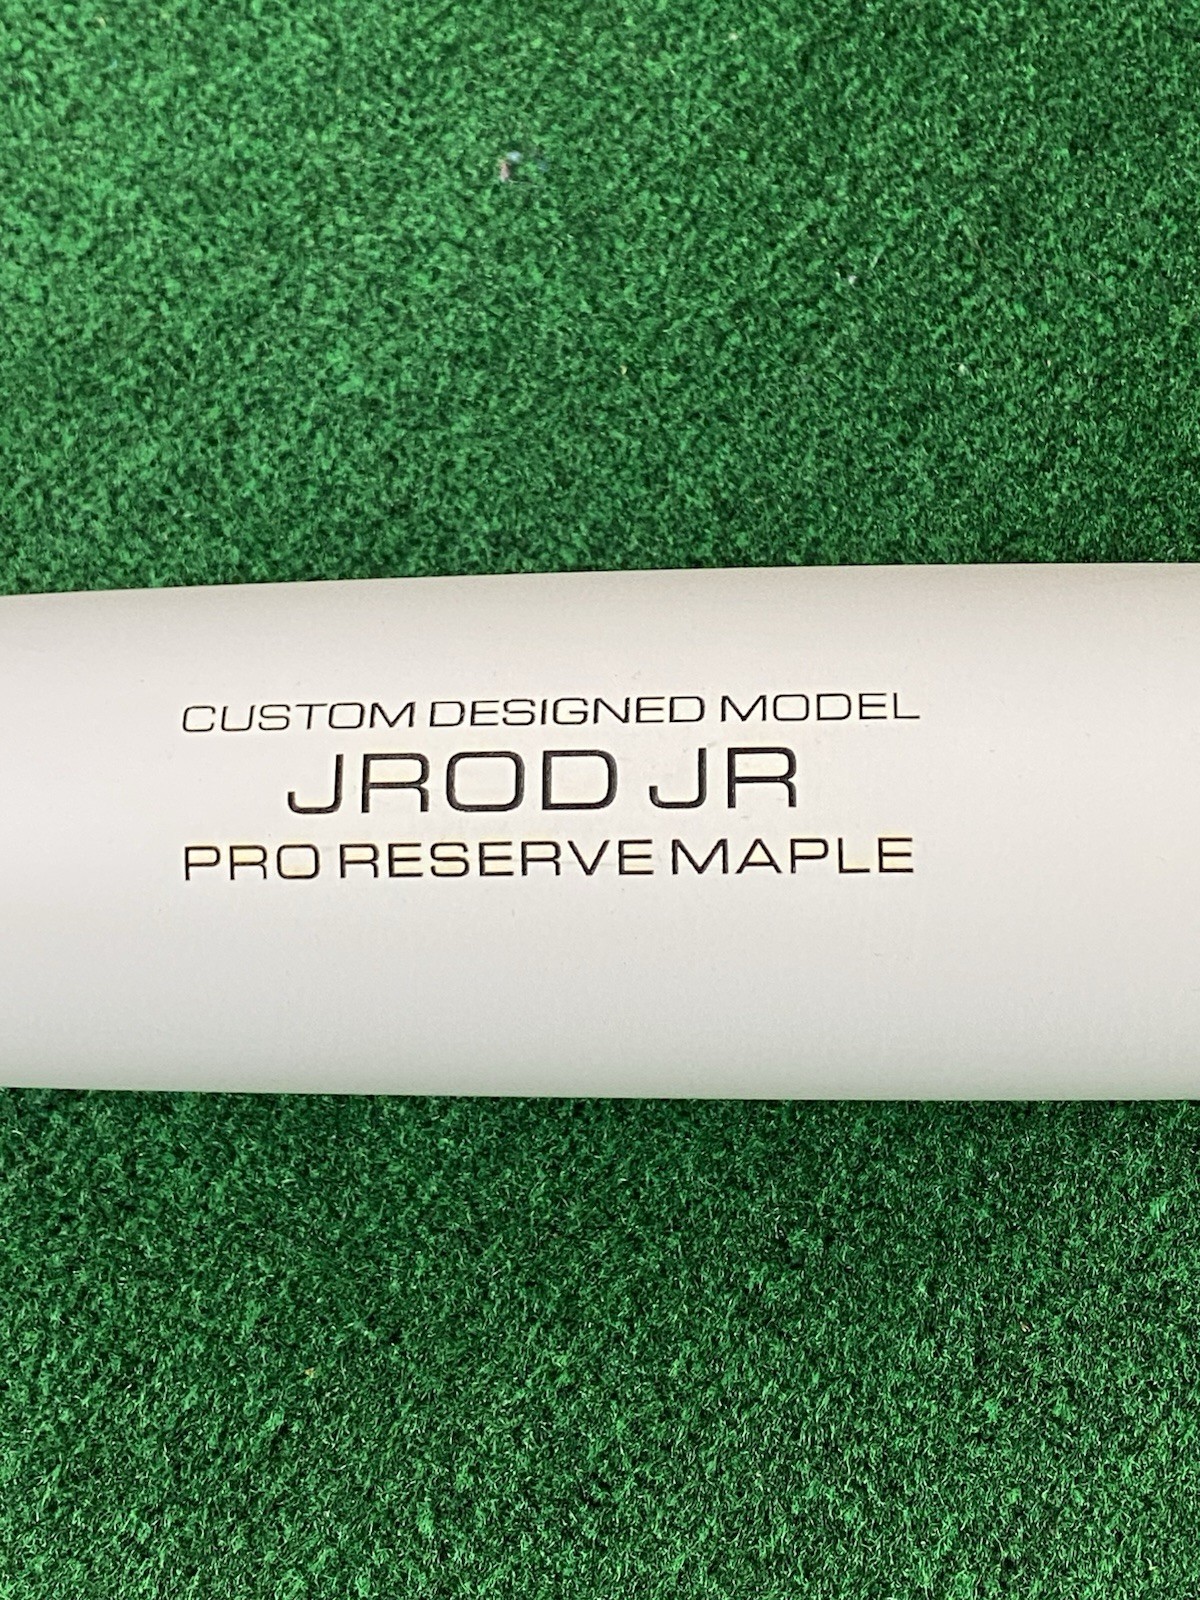 CUSTOM DESIGNED MODEL
JROD JR
PRO RESERVE MAPLE